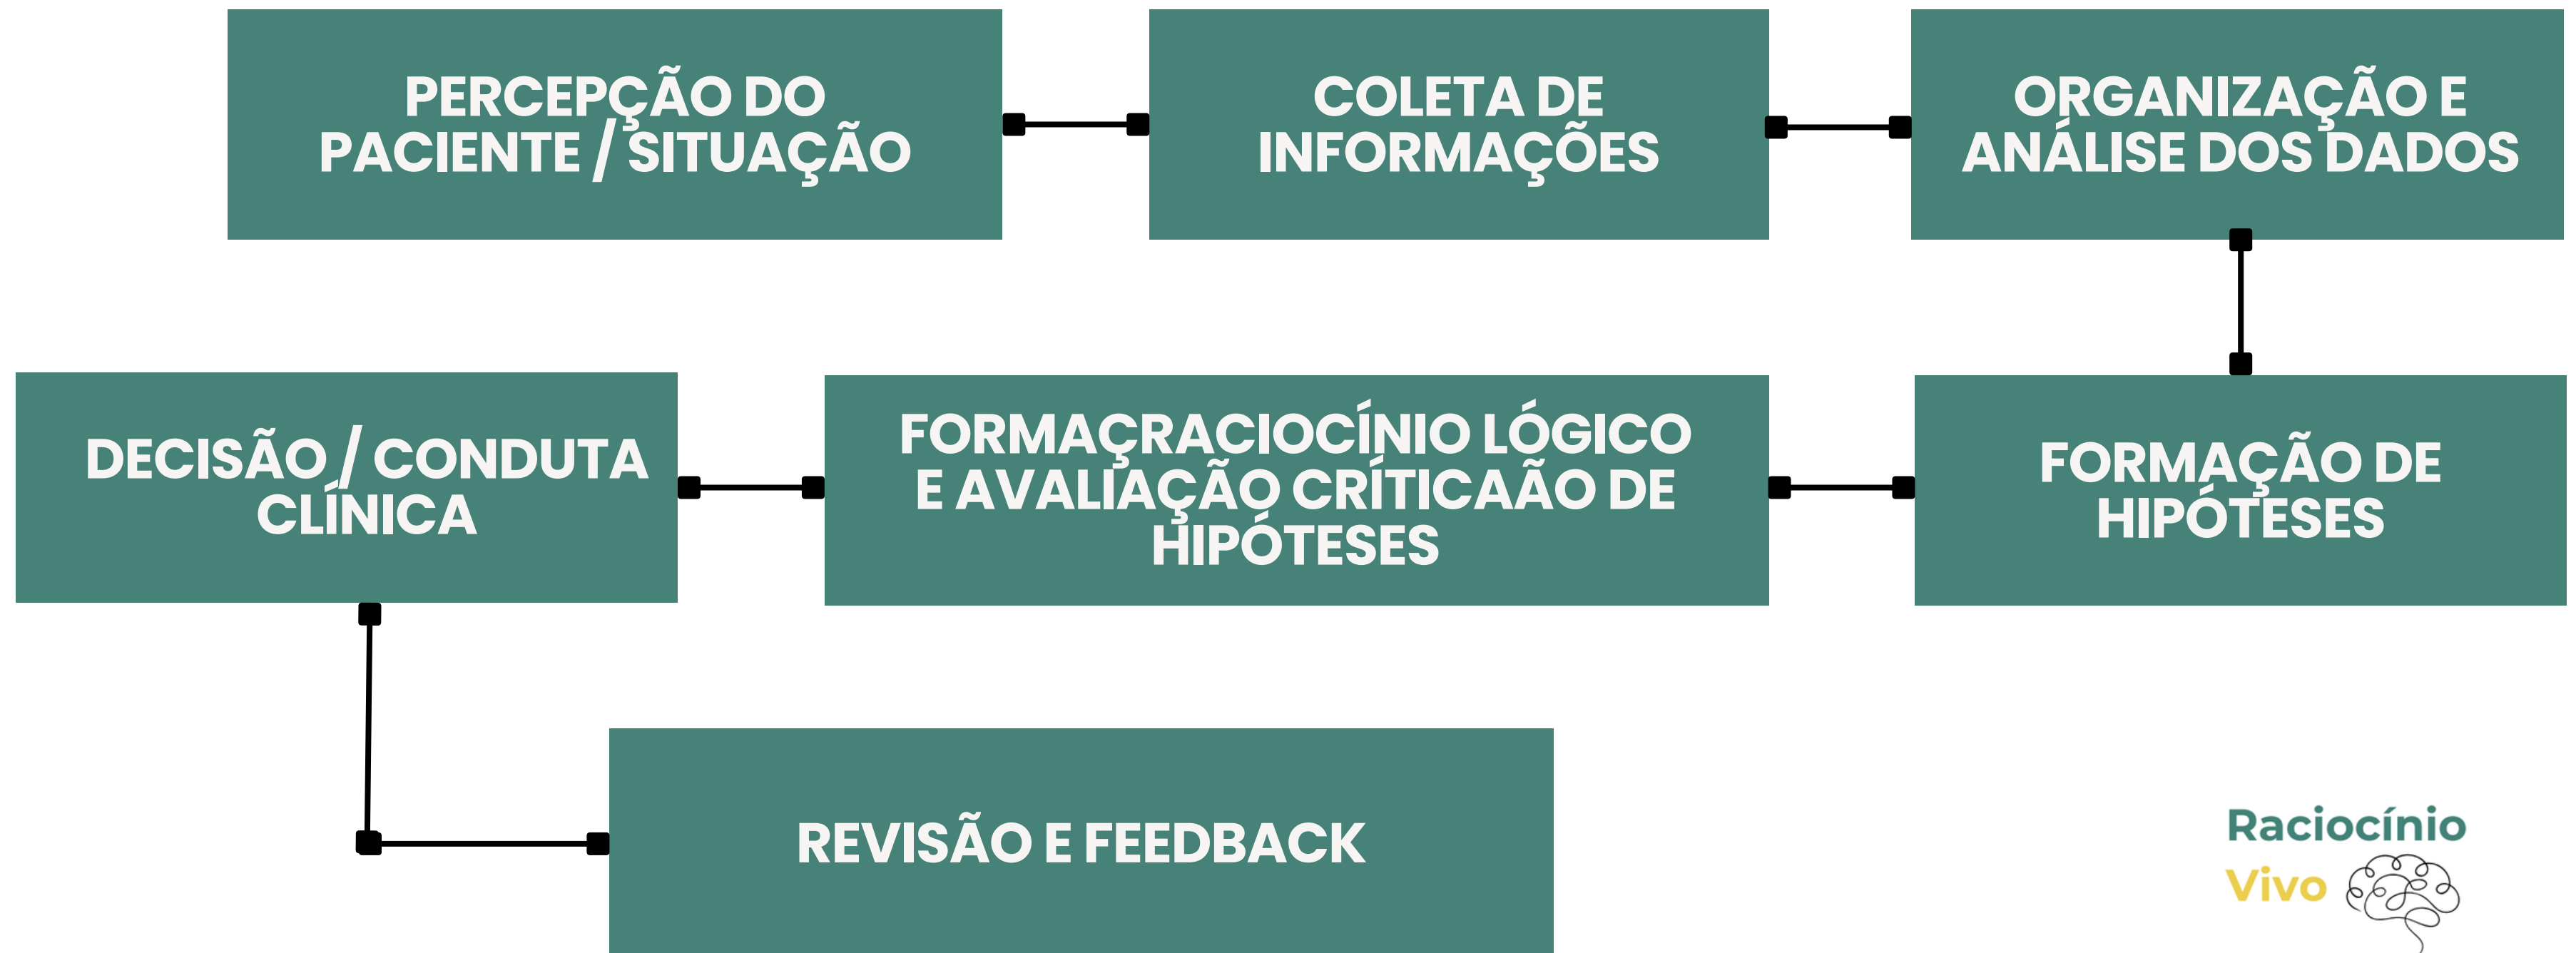 PERCEPÇÃO DO
PACIENTE / SITUAÇÃO
COLETA DE
INFORMAÇÕES
ORGANIZAÇÃO E
ANÁLISE DOS DADOS
FORMAÇÃO DE
HIPÓTESES
FORMAÇRACIOCÍNIO LÓGICO
E AVALIAÇÃO CRÍTICAÃO DE
HIPÓTESES
DECISÃO / CONDUTA
CLÍNICA
REVISÃO E FEEDBACK
Raciocínio
Vivo